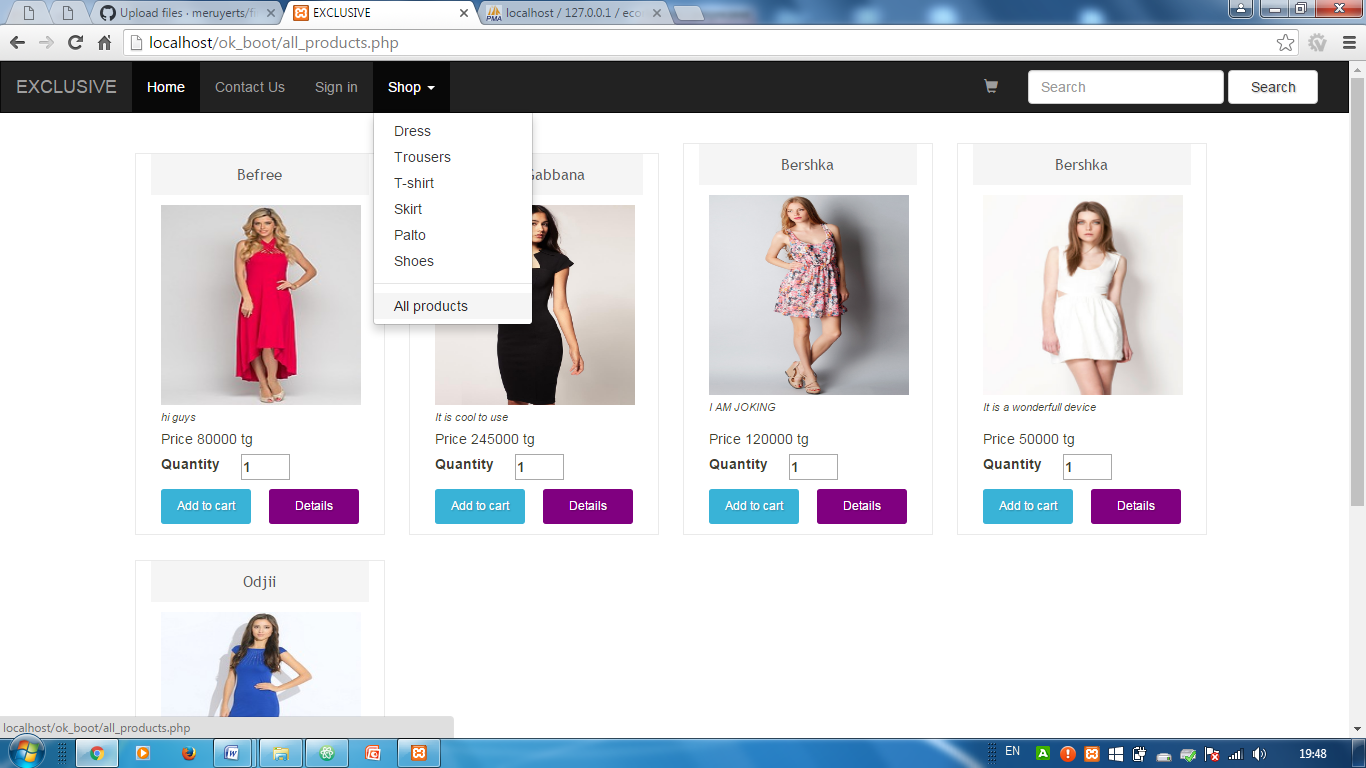 Upload files · meruyerts/fi
EXCLUSIVE
localhost / 127.0.0.1 / eco
localhost/ok_boot/all_products.php
EXCLUSIVE Home Contact Us Sign in Shop Search Search
Dress
Trousers
T-shirt
Skirt
Palto
Shoes
All products
Befree
Gabbana
Bershka
Bershka
hi guys
Price 80000 tg
Quantity 1
Add to cart Details
It is cool to use
Price 245000 tg
Quantity 1
Add to cart Details
I AM JOKING
Price 120000 tg
Quantity 1
Add to cart Details
It is a wonderfull device
Price 50000 tg
Quantity 1
Add to cart Details
Odjii
localhost/ok_boot/all_products.php
EN
19:48